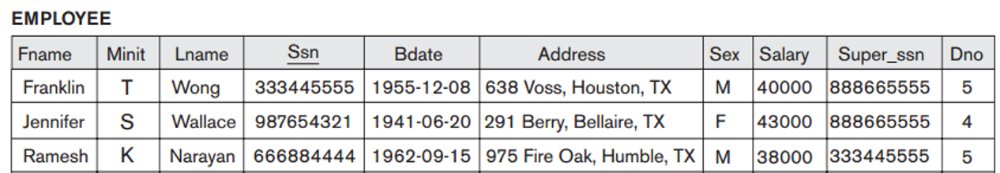 EMPLOYEE
Fname Minit Lname Ssn Bdate Address Sex Salary Super_ssn Dno
Franklin T Wong 333445555 1955-12-08 638 Voss, Houston, TX M 40000 888665555 5
Jennifer S Wallace 987654321 1941-06-20 291 Berry, Bellaire, TX F 43000 888665555 4
Ramesh K Narayan 666884444 1962-09-15 975 Fire Oak, Humble, TX M 38000 333445555 5